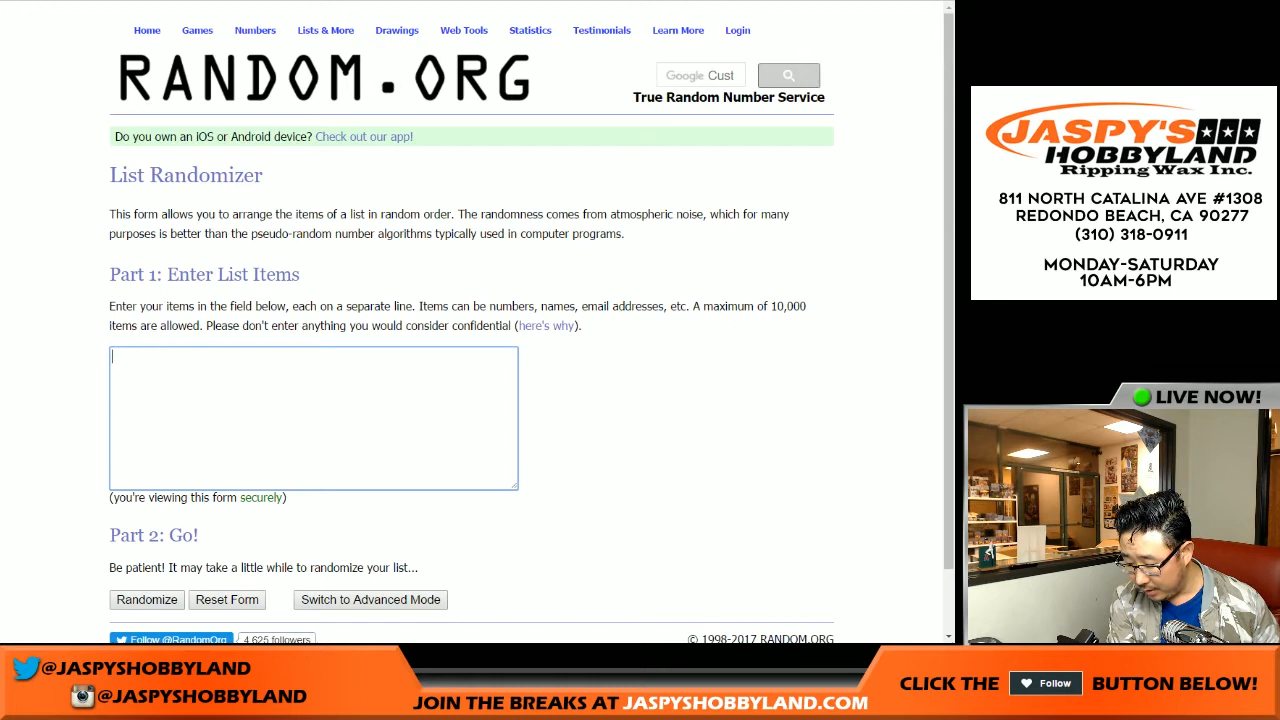 Home Games Numbers Lists & More Drawings Web Tools Statistics Testimonials Learn More Login
RANDOM.ORG
Google Cust
True Random Number Service
Do you own an iOS or Android device? Check out our app!
List Randomizer
This form allows you to arrange the items of a list in random order. The randomness comes from atmospheric noise, which for many
purposes is better than the pseudo-random number algorithms typically used in computer programs.
Part 1: Enter List Items
Enter your items in the field below, each on a separate line. Items can be numbers, names, email addresses, etc. A maximum of 10,000
items are allowed. Please don't enter anything you would consider confidential (here's why).
(you're viewing this form securely)
Part 2: Go!
Be patient! It may take a little while to randomize your list...
Randomize Reset Form Switch to Advanced Mode
Follow @RandomOrg 4,625 followers
© 1998-2017 RANDOM.ORG
JASPY'S
HOBBYLAND
Ripping Wax Inc.
811 NORTH CATALINA AVE #1308
REDONDO BEACH, CA 90277
(310) 318-0911
MONDAY-SATURDAY
10AM-6PM
LIVE NOW!
@JASPYSHOBBYLAND
@JASPYSHOBBYLAND
JOIN THE BREAKS AT JASPYSHOBBYLAND.COM
CLICK THE Follow BUTTON BELOW!